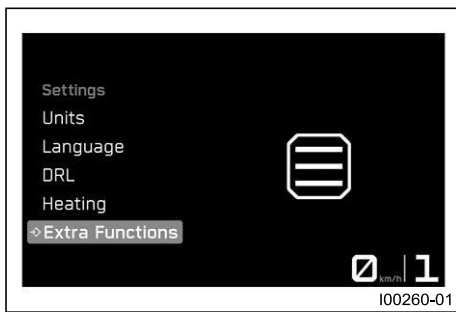 Settings
Units
Language
DRL
Heating
Extra Functions
0 km/h 1
I00260-01